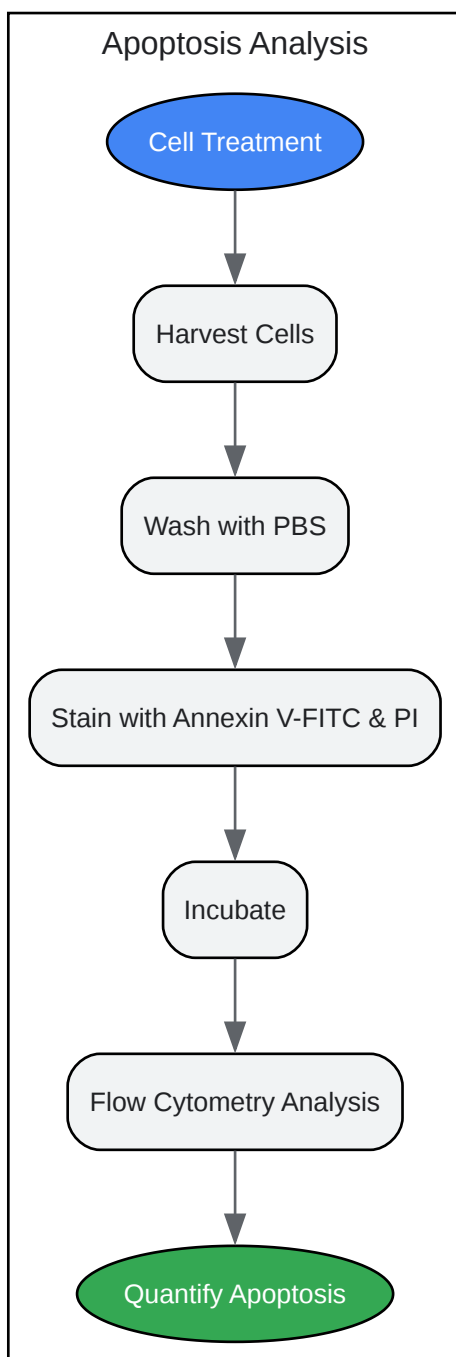 Apoptosis Analysis
Cell Treatment
Harvest Cells
Wash with PBS
Stain with Annexin V-FITC & PI
Incubate
Flow Cytometry Analysis
Quantify Apoptosis